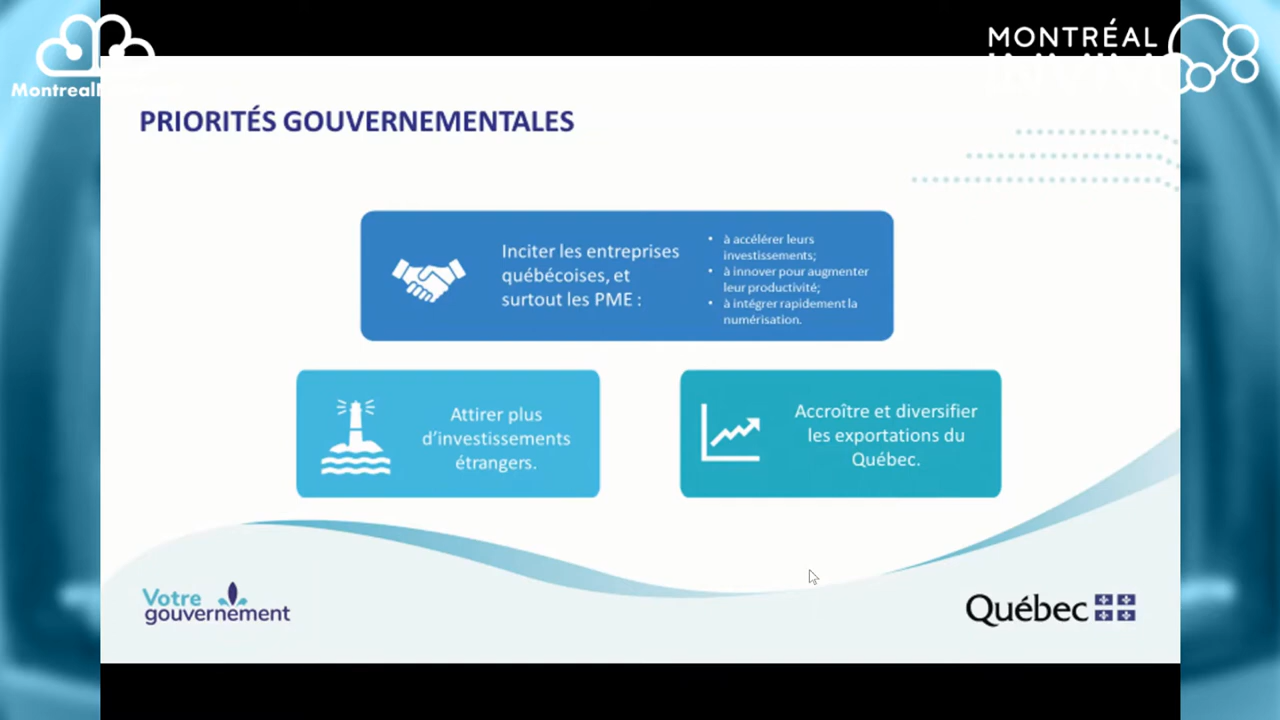 MONTRÉAL
PRIORITÉS GOUVERNEMENTALES
Inciter les entreprises
québécoises, et
surtout les PME :
• à accélérer leurs
investissements;
• à innover pour augmenter
leur productivité;
• à intégrer rapidement la
numérisation.
Attirer plus
d’investissements
étrangers.
Accroître et diversifier
les exportations du
Québec.
Votre
gouvernement
Québec